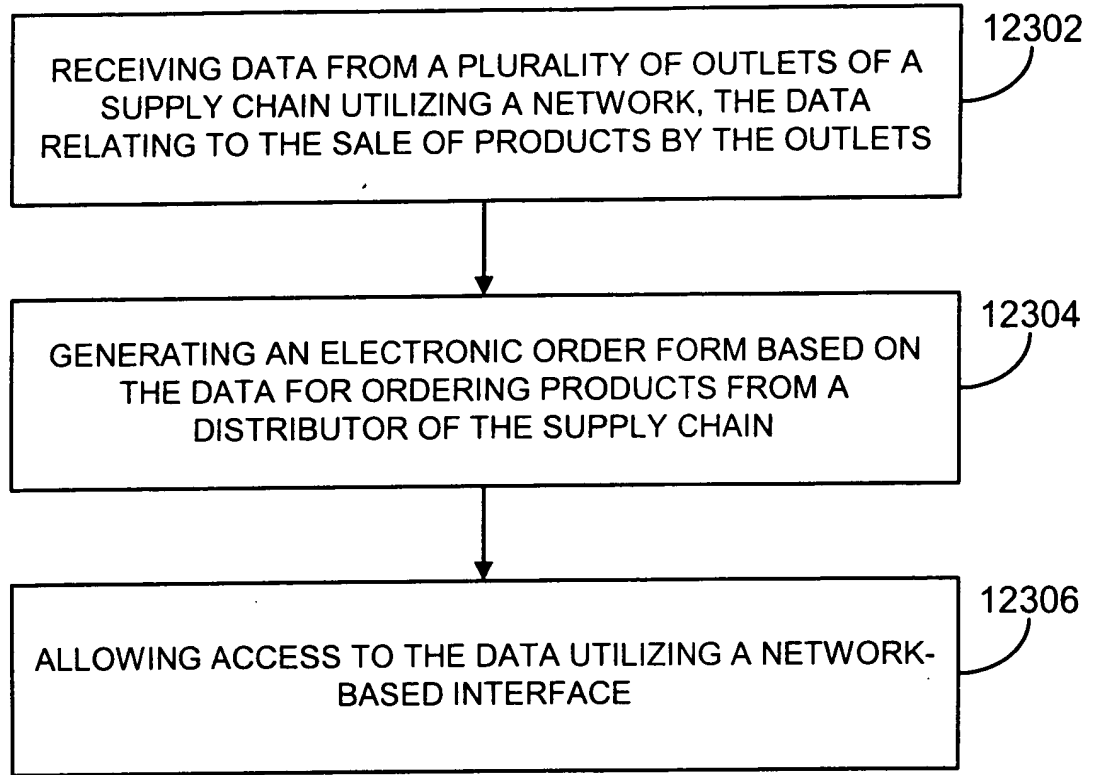 12302
RECEIVING DATA FROM A PLURALITY OF OUTLETS OF A
SUPPLY CHAIN UTILIZING A NETWORK, THE DATA
RELATING TO THE SALE OF PRODUCTS BY THE OUTLETS
12304
GENERATING AN ELECTRONIC ORDER FORM BASED ON
THE DATA FOR ORDERING PRODUCTS FROM A
DISTRIBUTOR OF THE SUPPLY CHAIN
12306
ALLOWING ACCESS TO THE DATA UTILIZING A NETWORK-
BASED INTERFACE